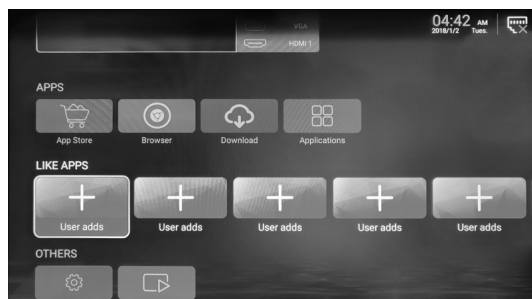 VGA
HDMI 1
04:42 AM
2018/1/2 Tues.
APPS
App Store
Browser
Download
Applications
LIKE APPS
User adds
User adds
User adds
User adds
User adds
OTHERS